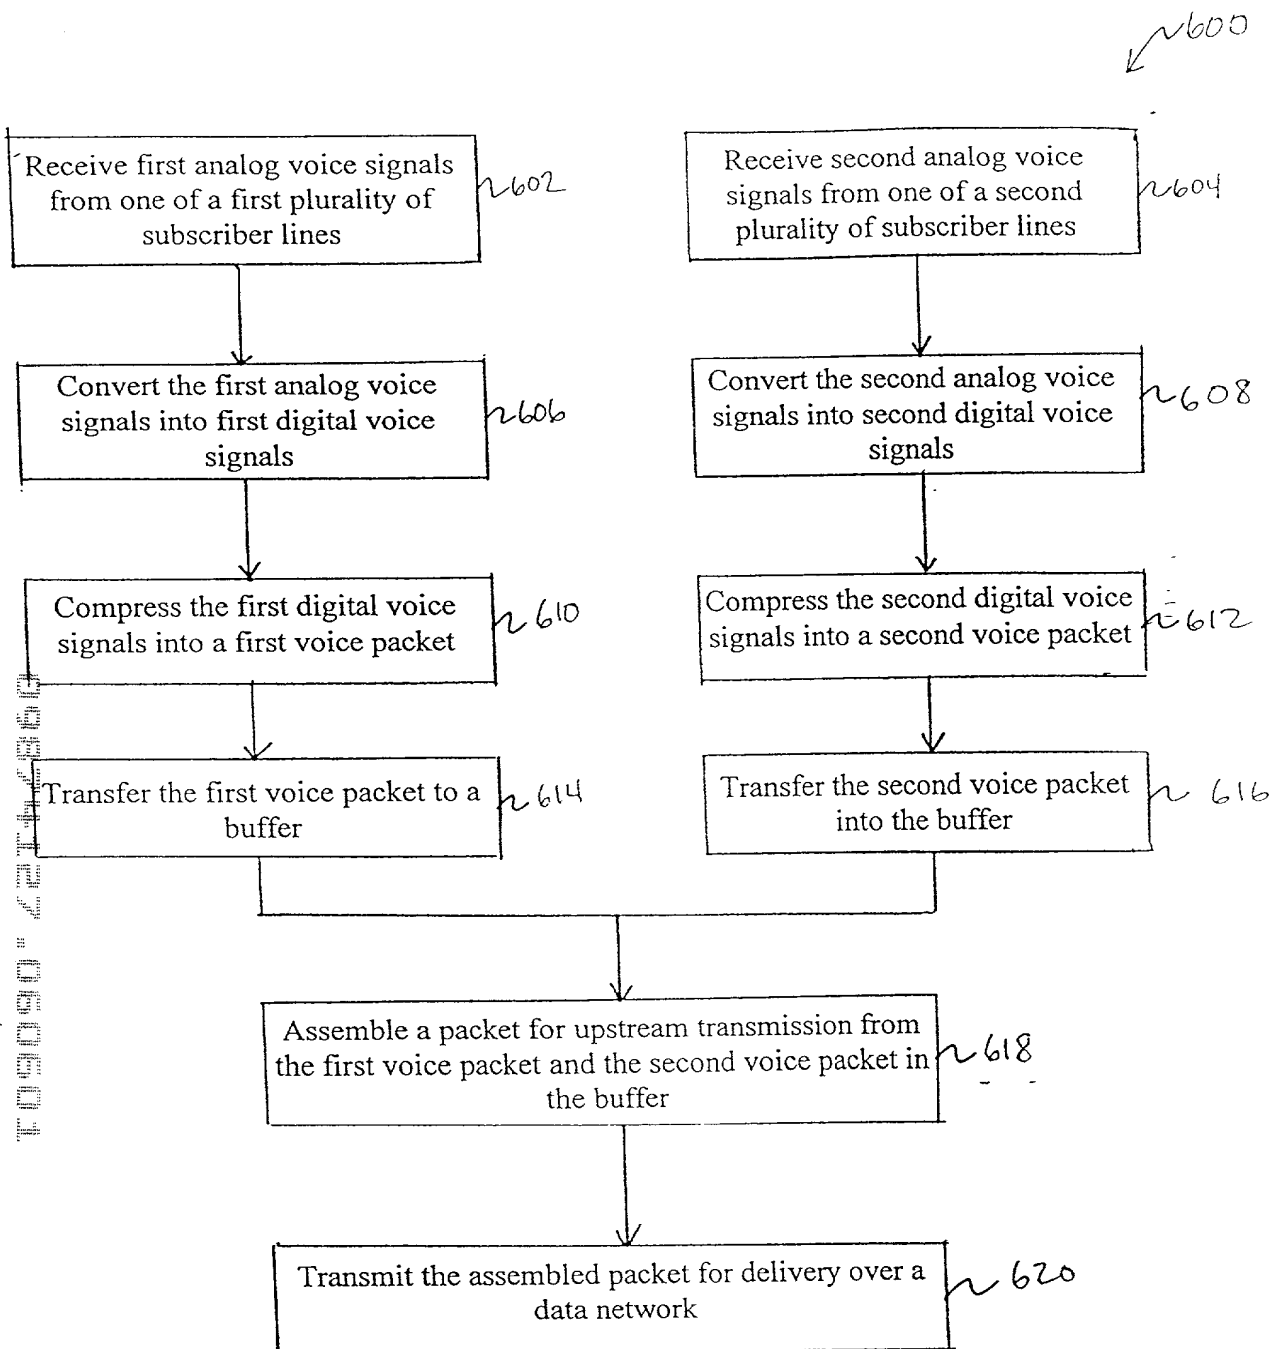 ~600
Receive first analog voice signals
from one of a first plurality of
subscriber lines
~602
Receive second analog voice
signals from one of a second
plurality of subscriber lines
~604
Convert the first analog voice
signals into first digital voice
signals
~606
Convert the second analog voice
signals into second digital voice
signals
~608
Compress the first digital voice
signals into a first voice packet
~610
Compress the second digital voice
signals into a second voice packet
~612
Transfer the first voice packet to a
buffer
~614
Transfer the second voice packet
into the buffer
~616
Assemble a packet for upstream transmission from
the first voice packet and the second voice packet in
the buffer
~618
Transmit the assembled packet for delivery over a
data network
~620